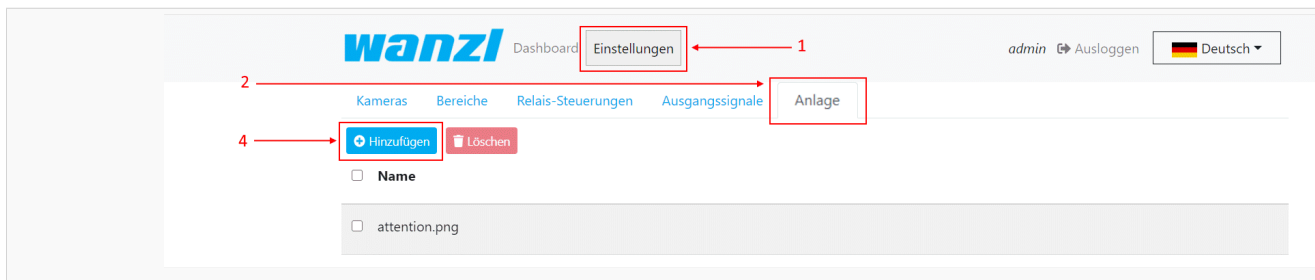 wanzl Dashboard Einstellungen 1 admin Ausloggen Deutsch
2
Kameras Bereiche Relais-Steuerungen Ausgangssignale Anlage
4 Hinzufügen Löschen
Name
attention.png